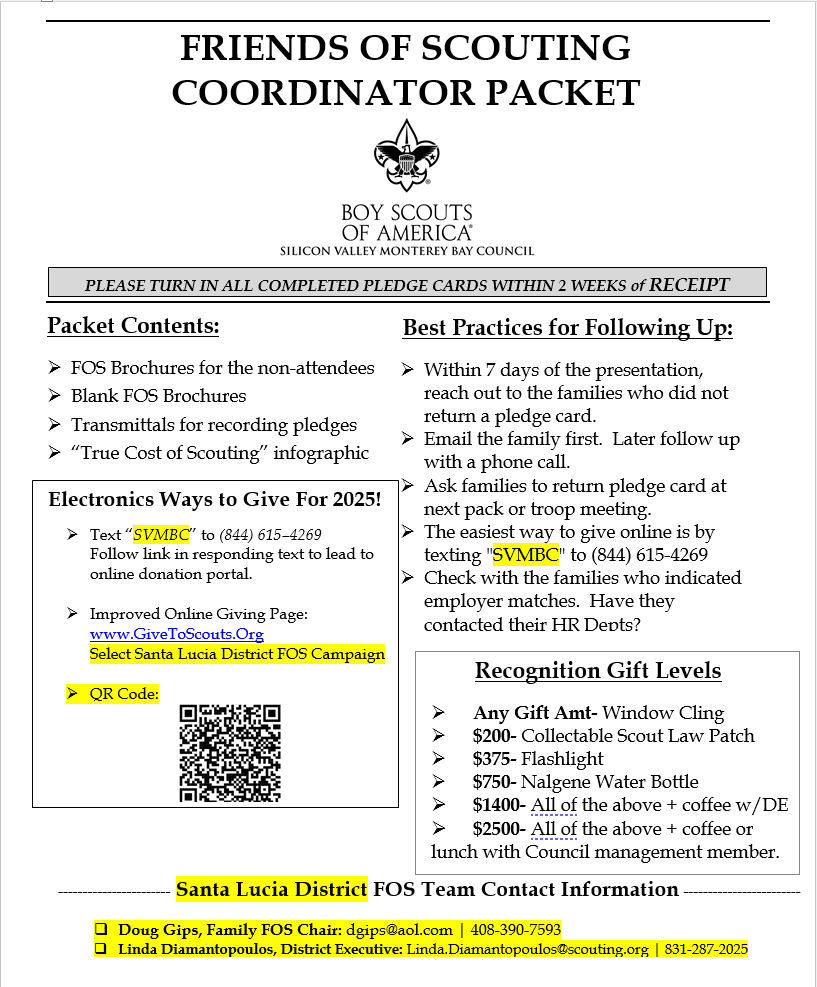 FRIENDS OF SCOUTING
COORDINATOR PACKET
BOY SCOUTS
OF AMERICA®
SILICON VALLEY MONTEREY BAY COUNCIL
PLEASE TURN IN ALL COMPLETED PLEDGE CARDS WITHIN 2 WEEKS of RECEIPT
Packet Contents:
FOS Brochures for the non-attendees
Blank FOS Brochures
Transmittals for recording pledges
“True Cost of Scouting” infographic
Electronics Ways to Give For 2025!
Text “SVMBC” to (844) 615–4269
Follow link in responding text to lead to
online donation portal.
Improved Online Giving Page:
www.GiveToScouts.Org
Select Santa Lucia District FOS Campaign
QR Code:
Best Practices for Following Up:
Within 7 days of the presentation,
reach out to the families who did not
return a pledge card.
Email the family first.  Later follow up
with a phone call.
Ask families to return pledge card at
next pack or troop meeting.
The easiest way to give online is by
texting "SVMBC" to (844) 615-4269
Check with the families who indicated
employer matches.  Have they
contacted their HR Depts?
Recognition Gift Levels
Any Gift Amt- Window Cling
$200- Collectable Scout Law Patch
$375- Flashlight
$750- Nalgene Water Bottle
$1400- All of the above + coffee w/DE
$2500- All of the above + coffee or
lunch with Council management member.
Santa Lucia District FOS Team Contact Information
Doug Gips, Family FOS Chair: dgips@aol.com | 408-390-7593
Linda Diamantopoulos, District Executive: Linda.Diamantopoulos@scouting.org | 831-287-2025